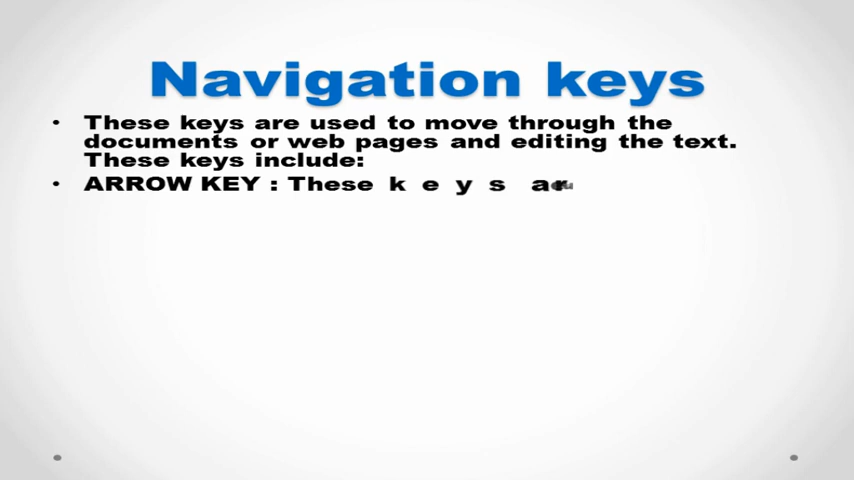 Navigation keys
• These keys are used to move through the
documents or web pages and editing the text.
These keys include:
• ARROW KEY : These k e y s